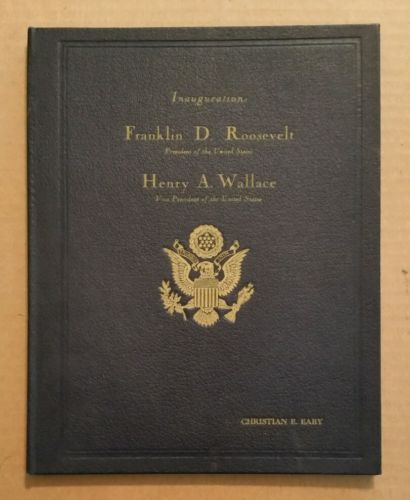 Inauguration
Franklin D. Roosevelt
President of the United States
Henry A. Wallace
Vice President of the United States
CHRISTIAN E. EABY